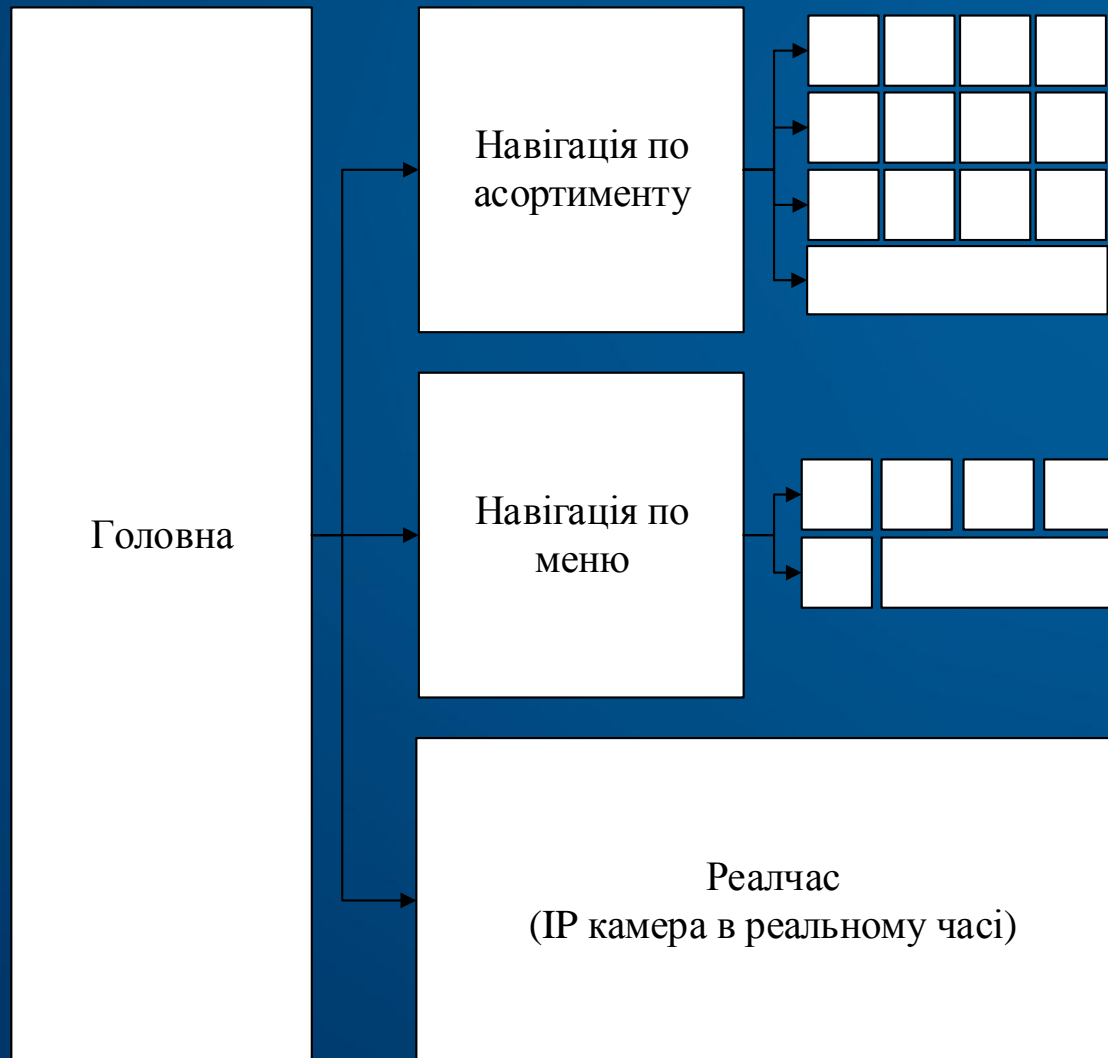 Навігація по
асортименту
Головна
Навігація по
меню
Реалчас
(IP камера в реальному часі)